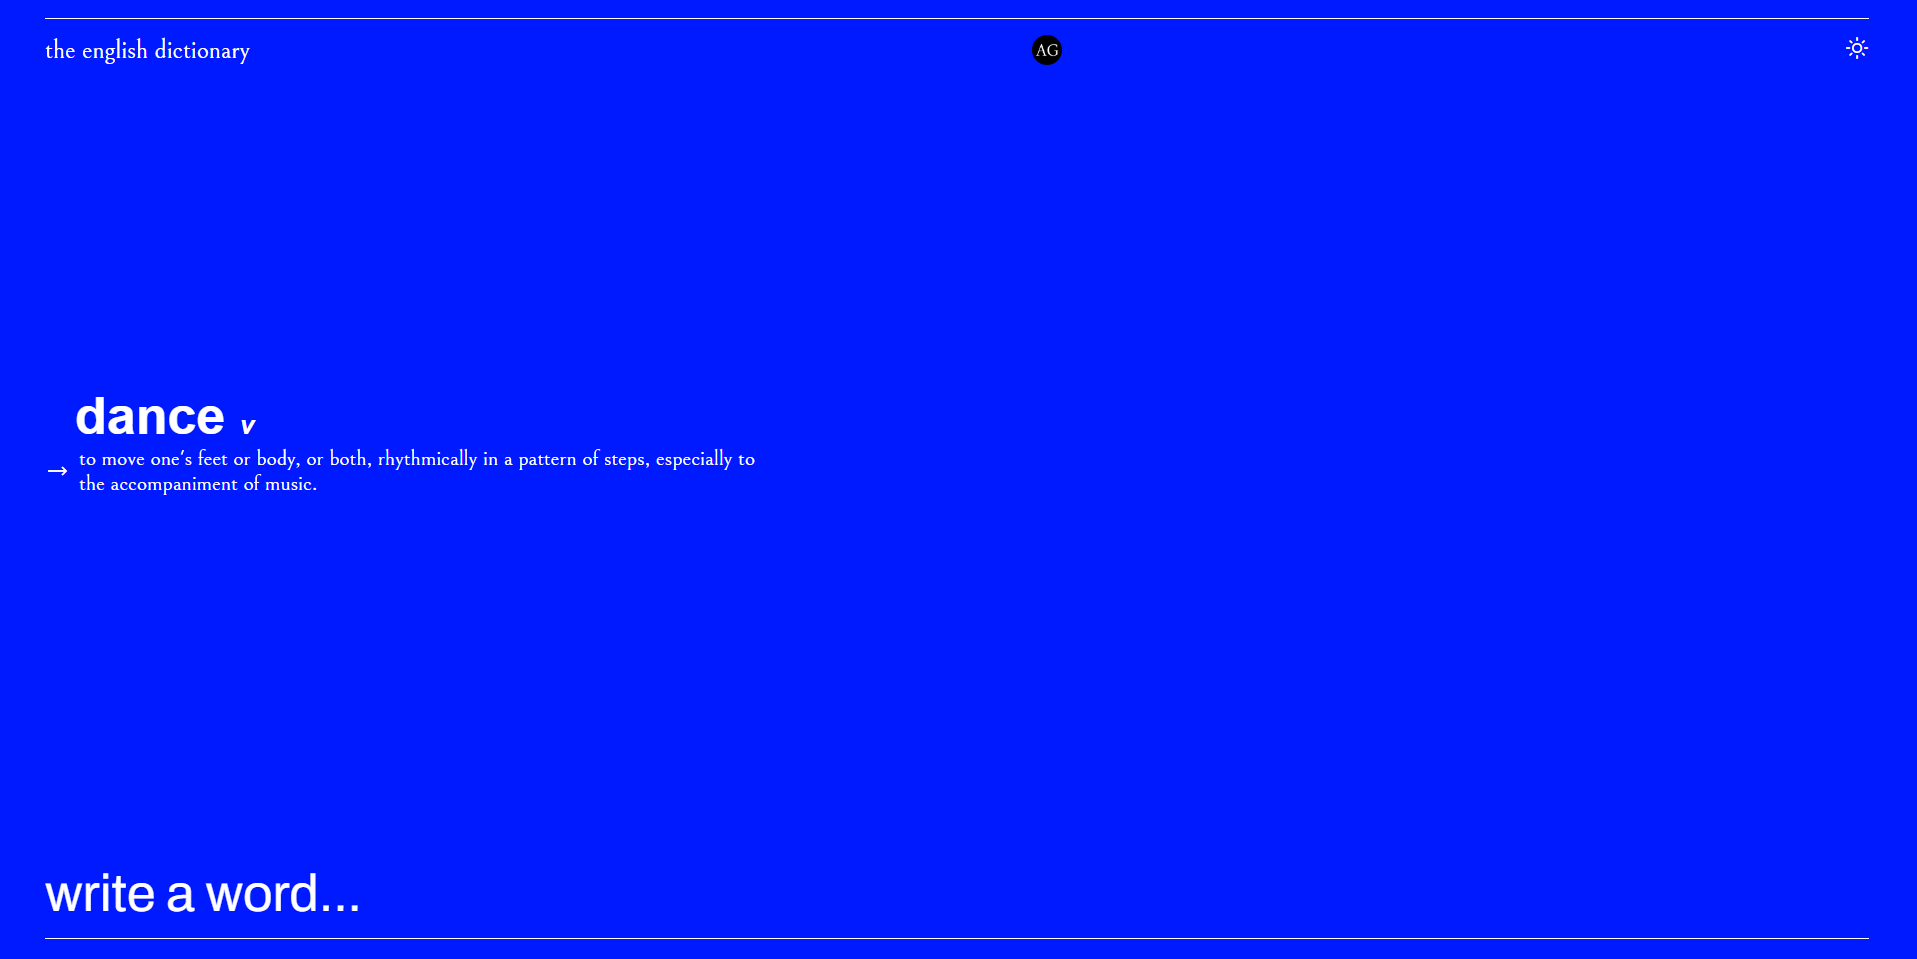 the english dictionary
AG
dance v
→ to move one's feet or body, or both, rhythmically in a pattern of steps, especially to
the accompaniment of music.
write a word...